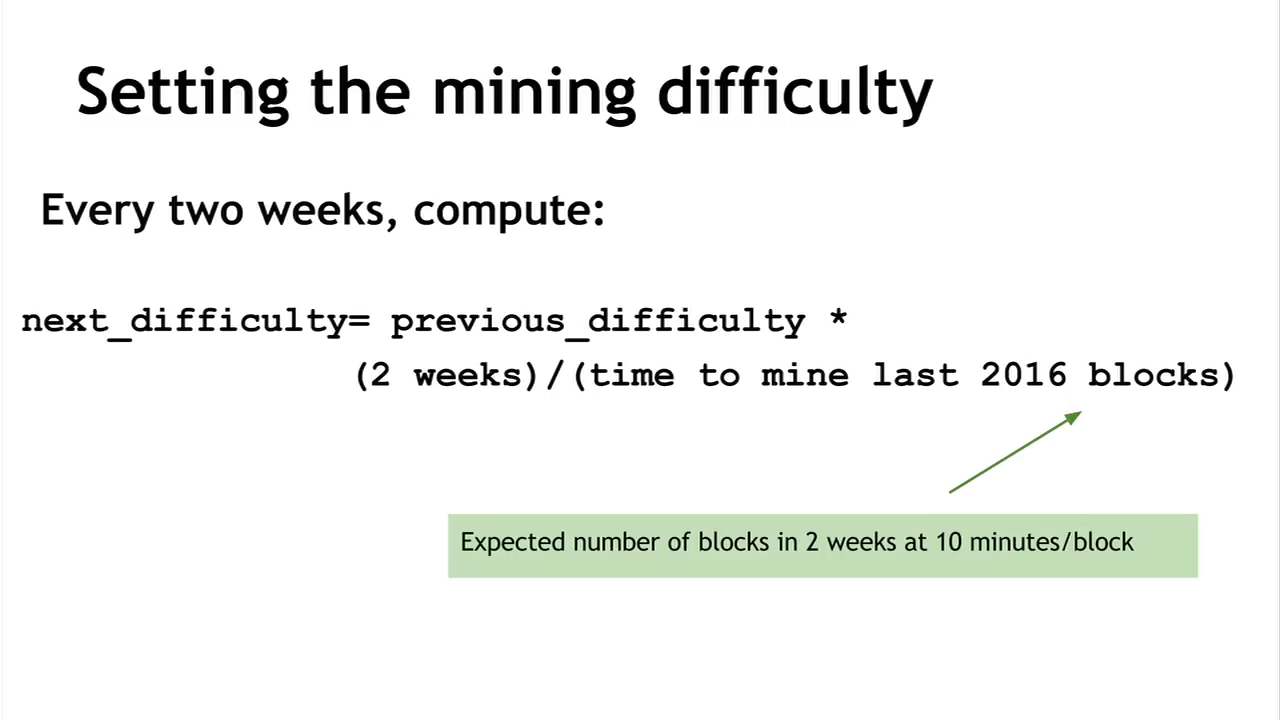 Setting the mining difficulty
Every two weeks, compute:
next_difficulty= previous_difficulty *
(2 weeks)/(time to mine last 2016 blocks)
Expected number of blocks in 2 weeks at 10 minutes/block